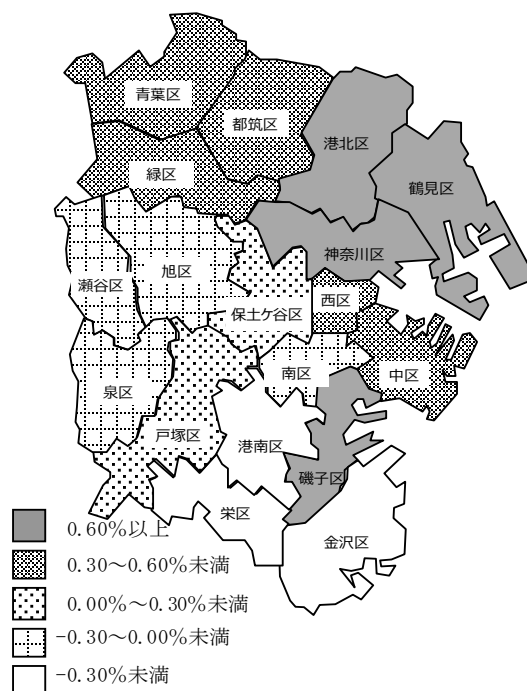 青葉区
都筑区
港北区
緑区
鶴見区
神奈川区
旭区
瀬谷区
西区
保土ケ谷区
南区
中区
泉区
戸塚区
港南区
磯子区
栄区
金沢区
0.60%以上
0.30～0.60%未満
0.00%～0.30%未満
-0.30～0.00%未満
-0.30%未満